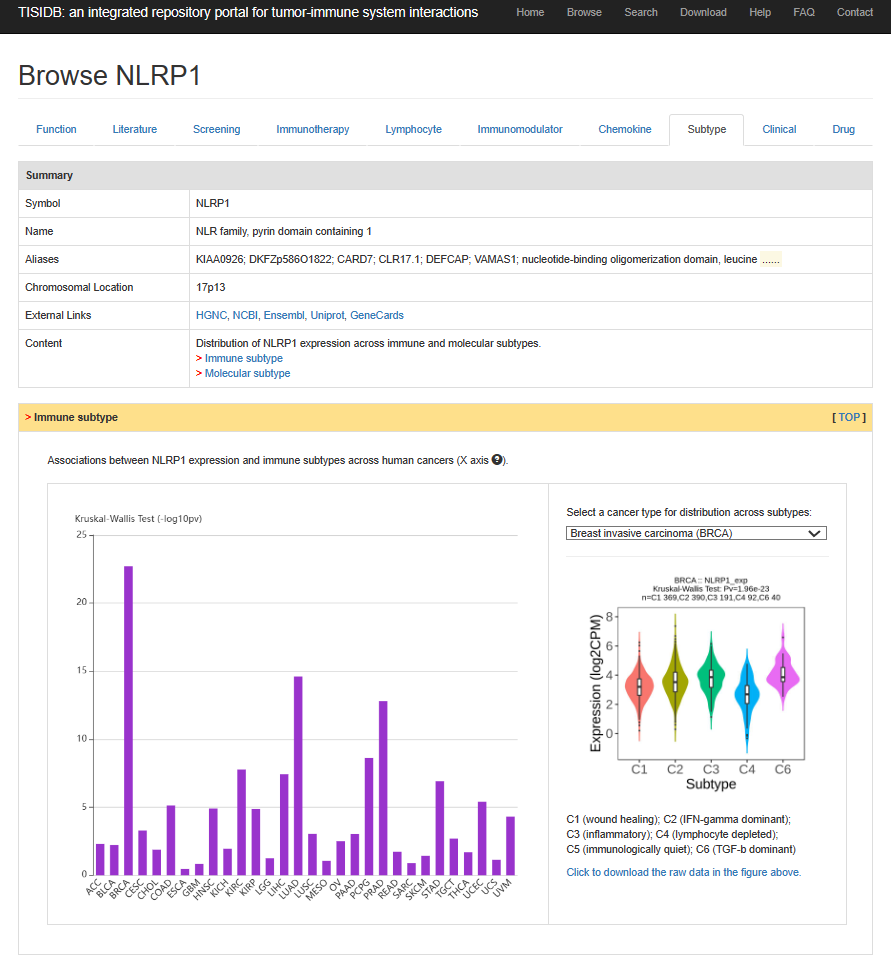 TISIDB: an integrated repository portal for tumor-immune system interactions
Home Browse Search Download Help FAQ Contact
Browse NLRP1
Function Literature Screening Immunotherapy Lymphocyte Immunomodulator Chemokine Subtype Clinical Drug
Summary
Symbol NLRP1
Name NLR family, pyrin domain containing 1
Aliases KIAA0926; DKFZp586O1822; CARD7; CLR17.1; DEFCAP; VAMAS1; nucleotide-binding oligomerization domain, leucine ......
Chromosomal Location 17p13
External Links HGNC, NCBI, Ensembl, Uniprot, GeneCards
Content Distribution of NLRP1 expression across immune and molecular subtypes.
> Immune subtype
> Molecular subtype
> Immune subtype [ TOP ]
Associations between NLRP1 expression and immune subtypes across human cancers (X axis ?).
Kruskal-Wallis Test (-log10pv)
25
20
15
10
5
0
ACC BLCA BRCA CESC CHOL COAD ESCA GBM HNSC KICH KIRC KIRP LGG LIHC LUAD LUSC MESO OV PAAD PCPG PRAD READ SARC SKCM STAD TGCT THCA UCEC UCS UVM
Select a cancer type for distribution across subtypes:
Breast invasive carcinoma (BRCA)
BRCA :: NLRP1_exp
Kruskal-Wallis Test: Pv=1.96e-23
n=C1 369,C2 390,C3 191,C4 92,C6 40
Expression (log2CPM)
8
6
4
2
0
C1 C2 C3 C4 C6
Subtype
C1 (wound healing); C2 (IFN-gamma dominant);
C3 (inflammatory); C4 (lymphocyte depleted);
C5 (immunologically quiet); C6 (TGF-b dominant)
Click to download the raw data in the figure above.